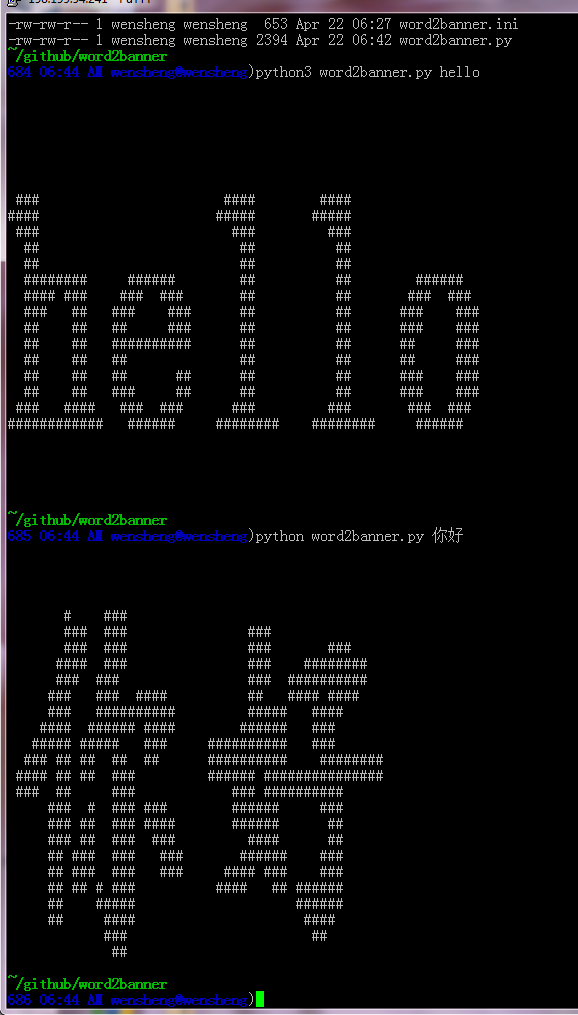 -rw-rw-r-- 1 wensheng wensheng  653 Apr 22 06:27 word2banner.ini
-rw-rw-r-- 1 wensheng wensheng 2394 Apr 22 06:42 word2banner.py
~/github/word2banner
684 06:44 AM wensheng@wensheng)python3 word2banner.py hello
hello
~/github/word2banner
685 06:44 AM wensheng@wensheng)python word2banner.py 你好
你好
~/github/word2banner
686 06:44 AM wensheng@wensheng)